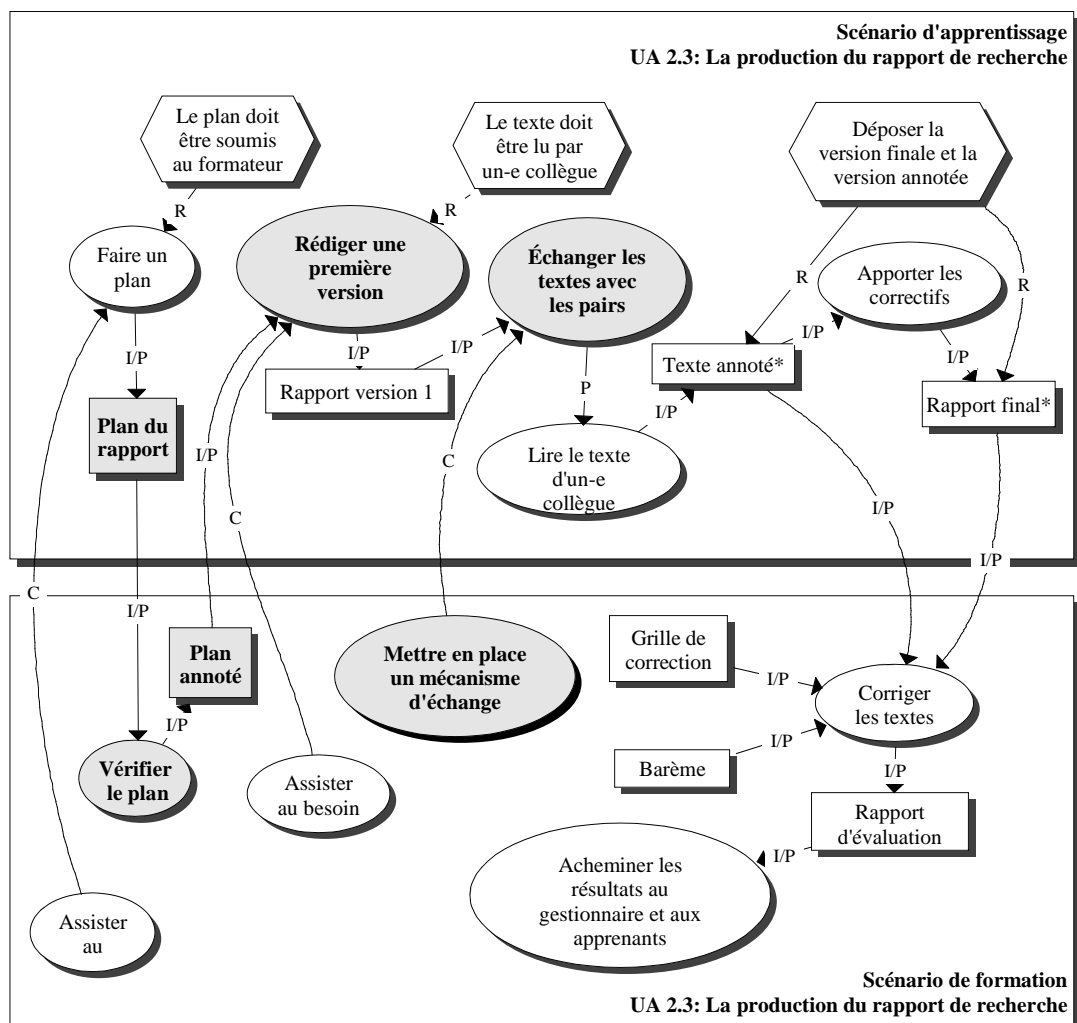 Scénario d'apprentissage
UA 2.3: La production du rapport de recherche
Le plan doit
être soumis
au formateur
Le texte doit
être lu par
un-e collègue
Déposer la
version finale et la
version annotée
R
R
R
R
Faire un
plan
Rédiger une
première
version
Échanger les
textes avec
les pairs
Apporter les
correctifs
I/P
I/P
I/P
I/P
I/P
Rapport version 1
Texte annoté*
Rapport final*
P
I/P
Plan du
rapport
I/P
C
Lire le texte
d'un-e
collègue
C
I/P
I/P
C
I/P
Plan
annoté
Mettre en place
un mécanisme
d'échange
Grille de
correction
I/P
Corriger
les textes
I/P
Vérifier
le plan
Assister
au besoin
Barème
I/P
I/P
Rapport
d'évaluation
I/P
Acheminer les
résultats au
gestionnaire et aux
apprenants
Assister
au
Scénario de formation
UA 2.3: La production du rapport de recherche